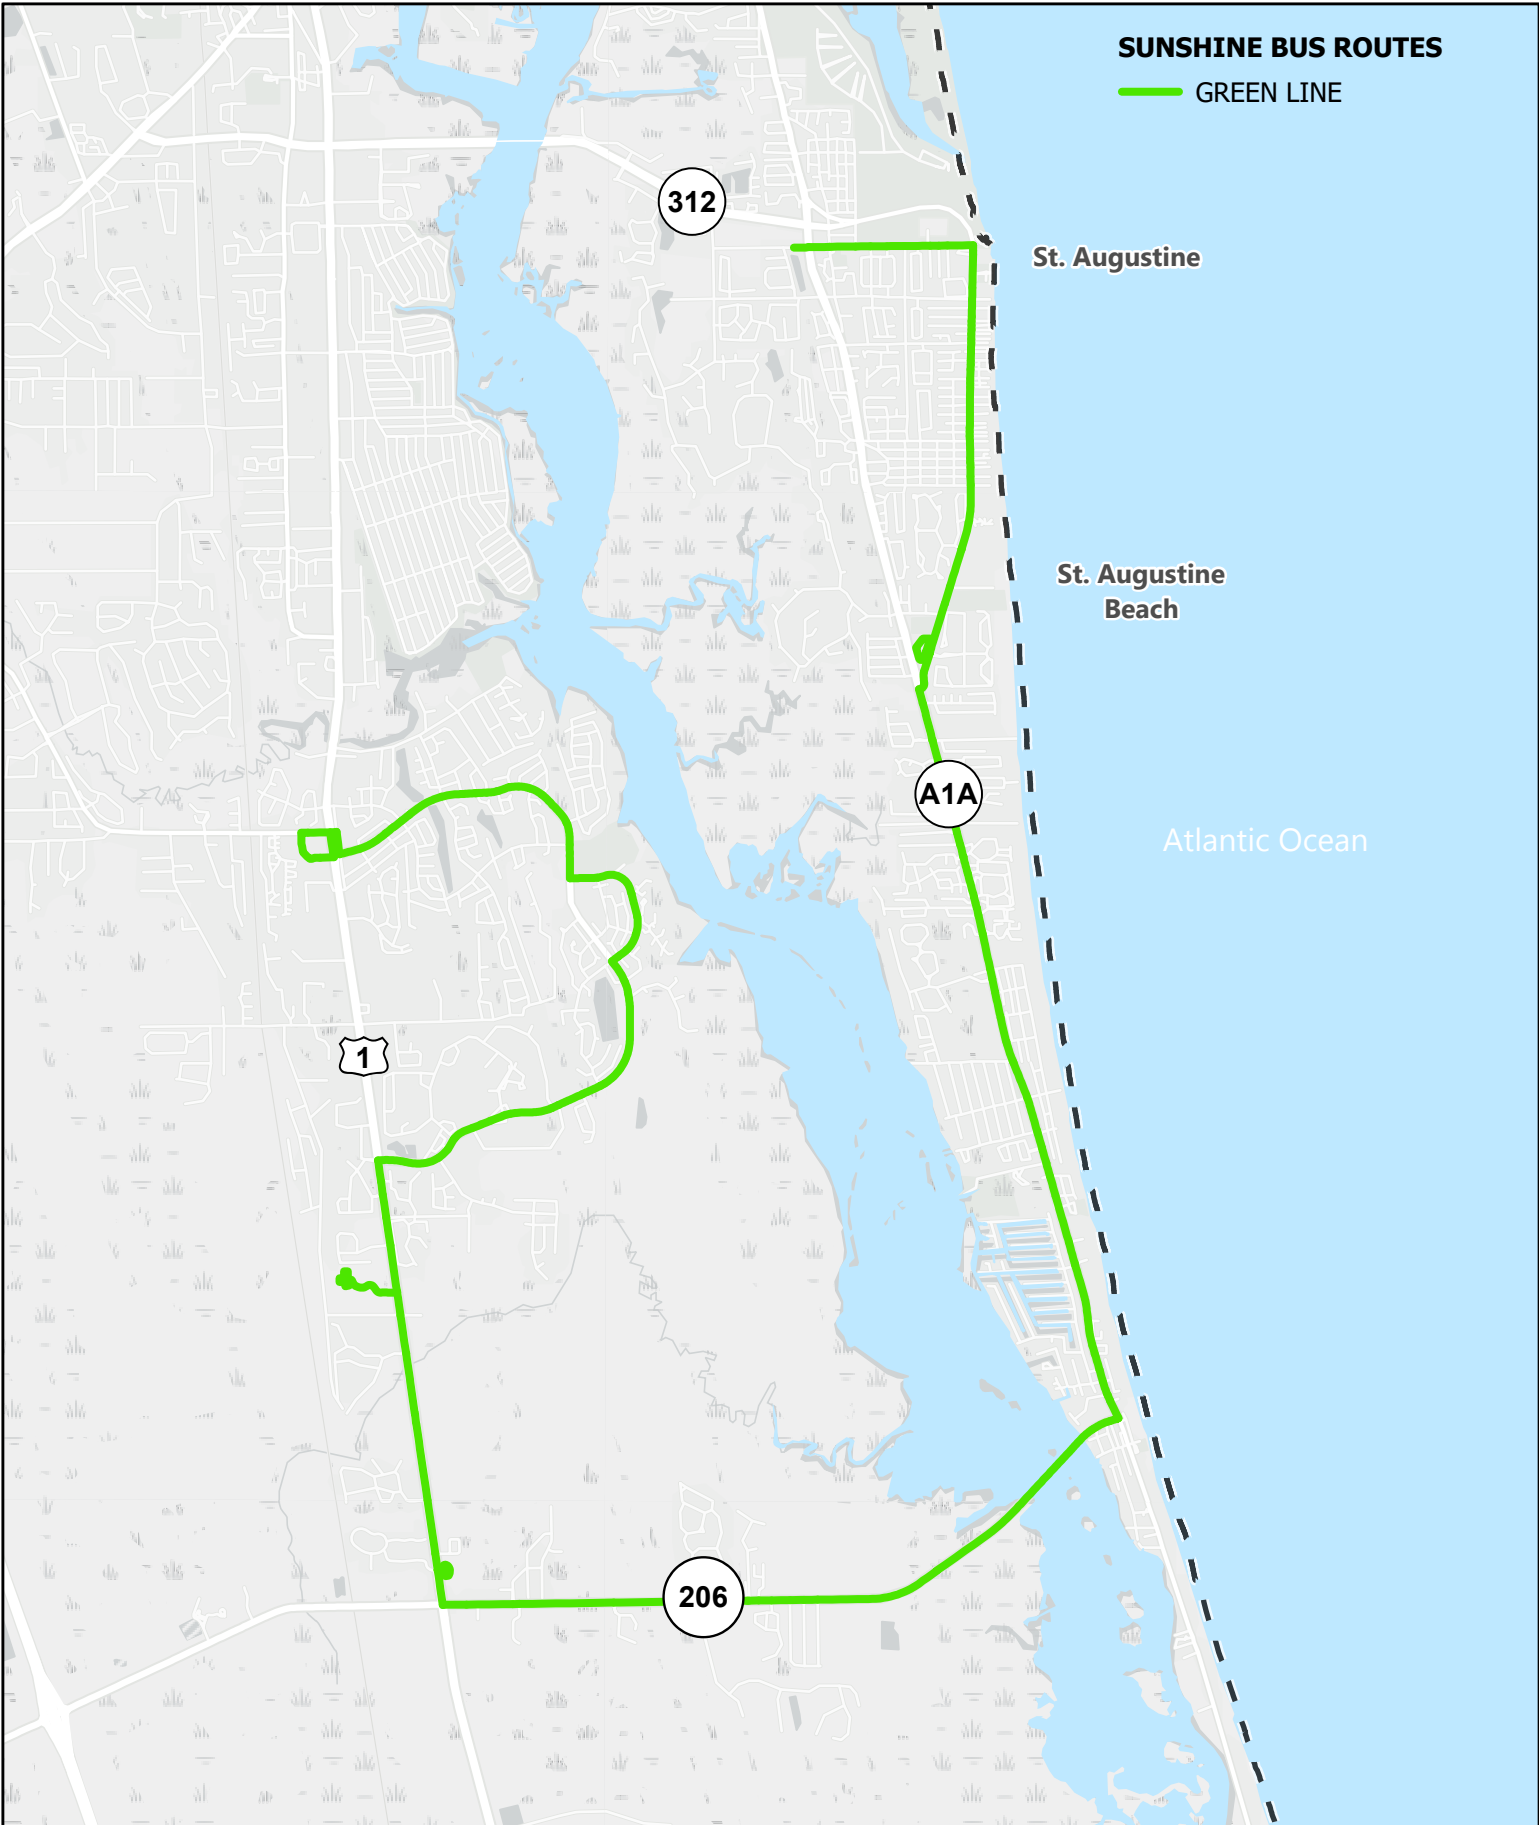 SUNSHINE BUS ROUTES
GREEN LINE
312
St. Augustine
St. Augustine
Beach
A1A
Atlantic Ocean
1
206